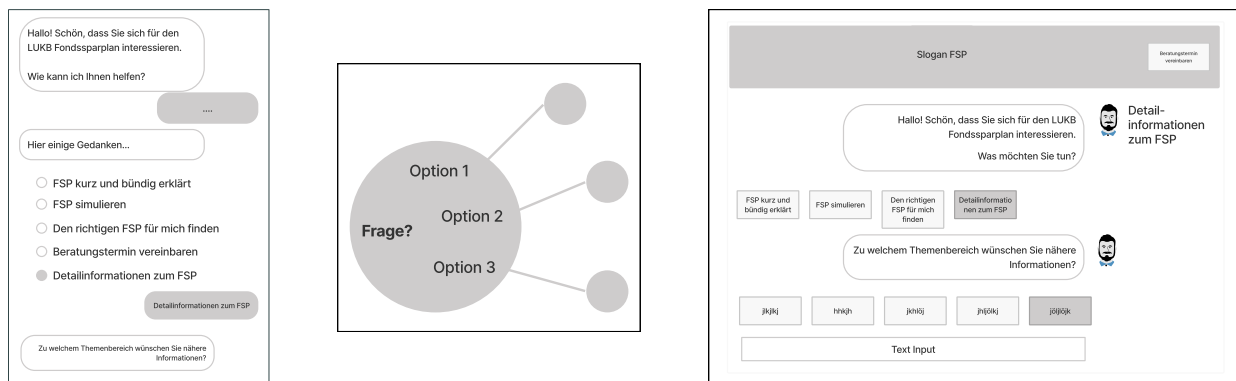 Hallo! Schön, dass Sie sich für den
LUKB Fondssparplan interessieren.
Wie kann ich Ihnen helfen?
....
Hier einige Gedanken...
FSP kurz und bündig erklärt
FSP simulieren
Den richtigen FSP für mich finden
Beratungstermin vereinbaren
Detailinformationen zum FSP
Detailinformationen zum FSP
Zu welchem Themenbereich wünschen Sie nähere
Informationen?
Frage?
Option 1
Option 2
Option 3
Slogan FSP
Beratungstermin
vereinbaren
Hallo! Schön, dass Sie sich für den LUKB
Fondssparplan interessieren.
Was möchten Sie tun?
Detail-
informationen
zum FSP
FSP kurz und
bündig erklärt
FSP simulieren
Den richtigen
FSP für mich
finden
Detailinformatio
nen zum FSP
Zu welchem Themenbereich wünschen Sie nähere
Informationen?
jlkjlkj
hhkjh
jkhlöj
jhljölkj
jöljlöjk
Text Input